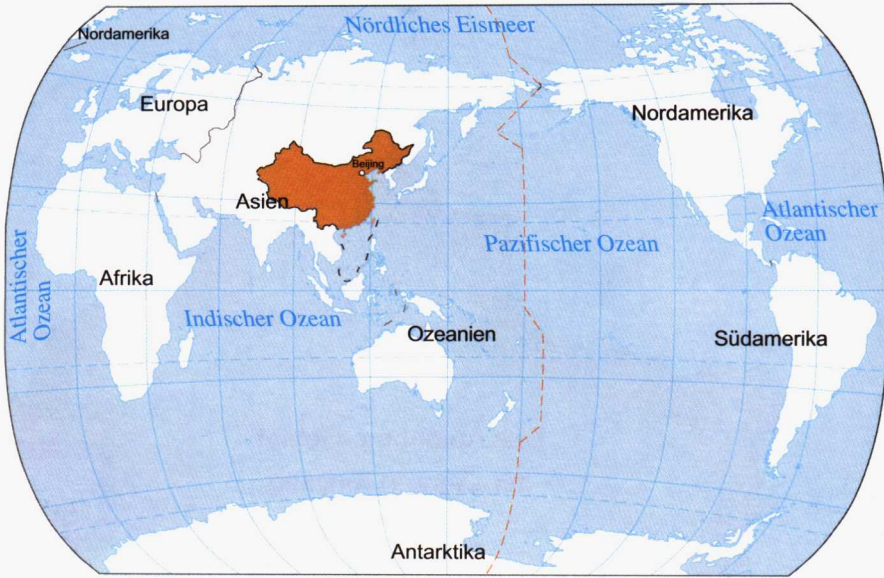 Nördliches Eismeer
Nordamerika
Europa
Nordamerika
Beijing
Asien
Atlantischer
Ozean
Pazifischer Ozean
Afrika
Atlantischer
Ozean
Indischer Ozean
Ozeanien
Südamerika
Antarktika